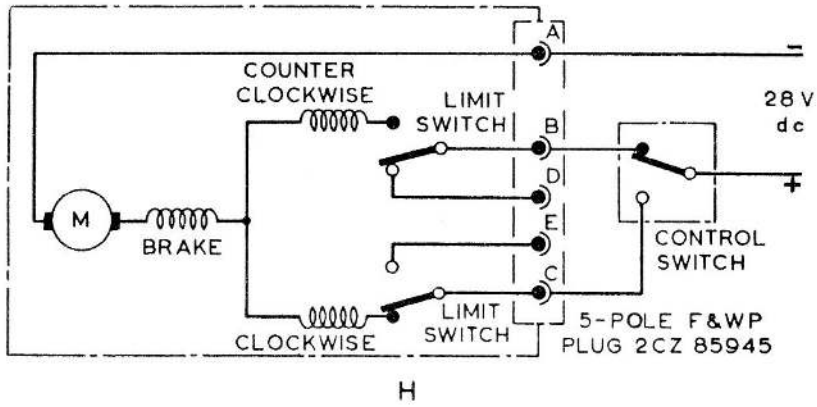 A
−
COUNTER
CLOCKWISE
LIMIT
SWITCH
B
28 V
dc
D
+
M
BRAKE
E
CONTROL
SWITCH
C
CLOCKWISE
LIMIT
SWITCH
5-POLE F&WP
PLUG 2CZ 85945
H